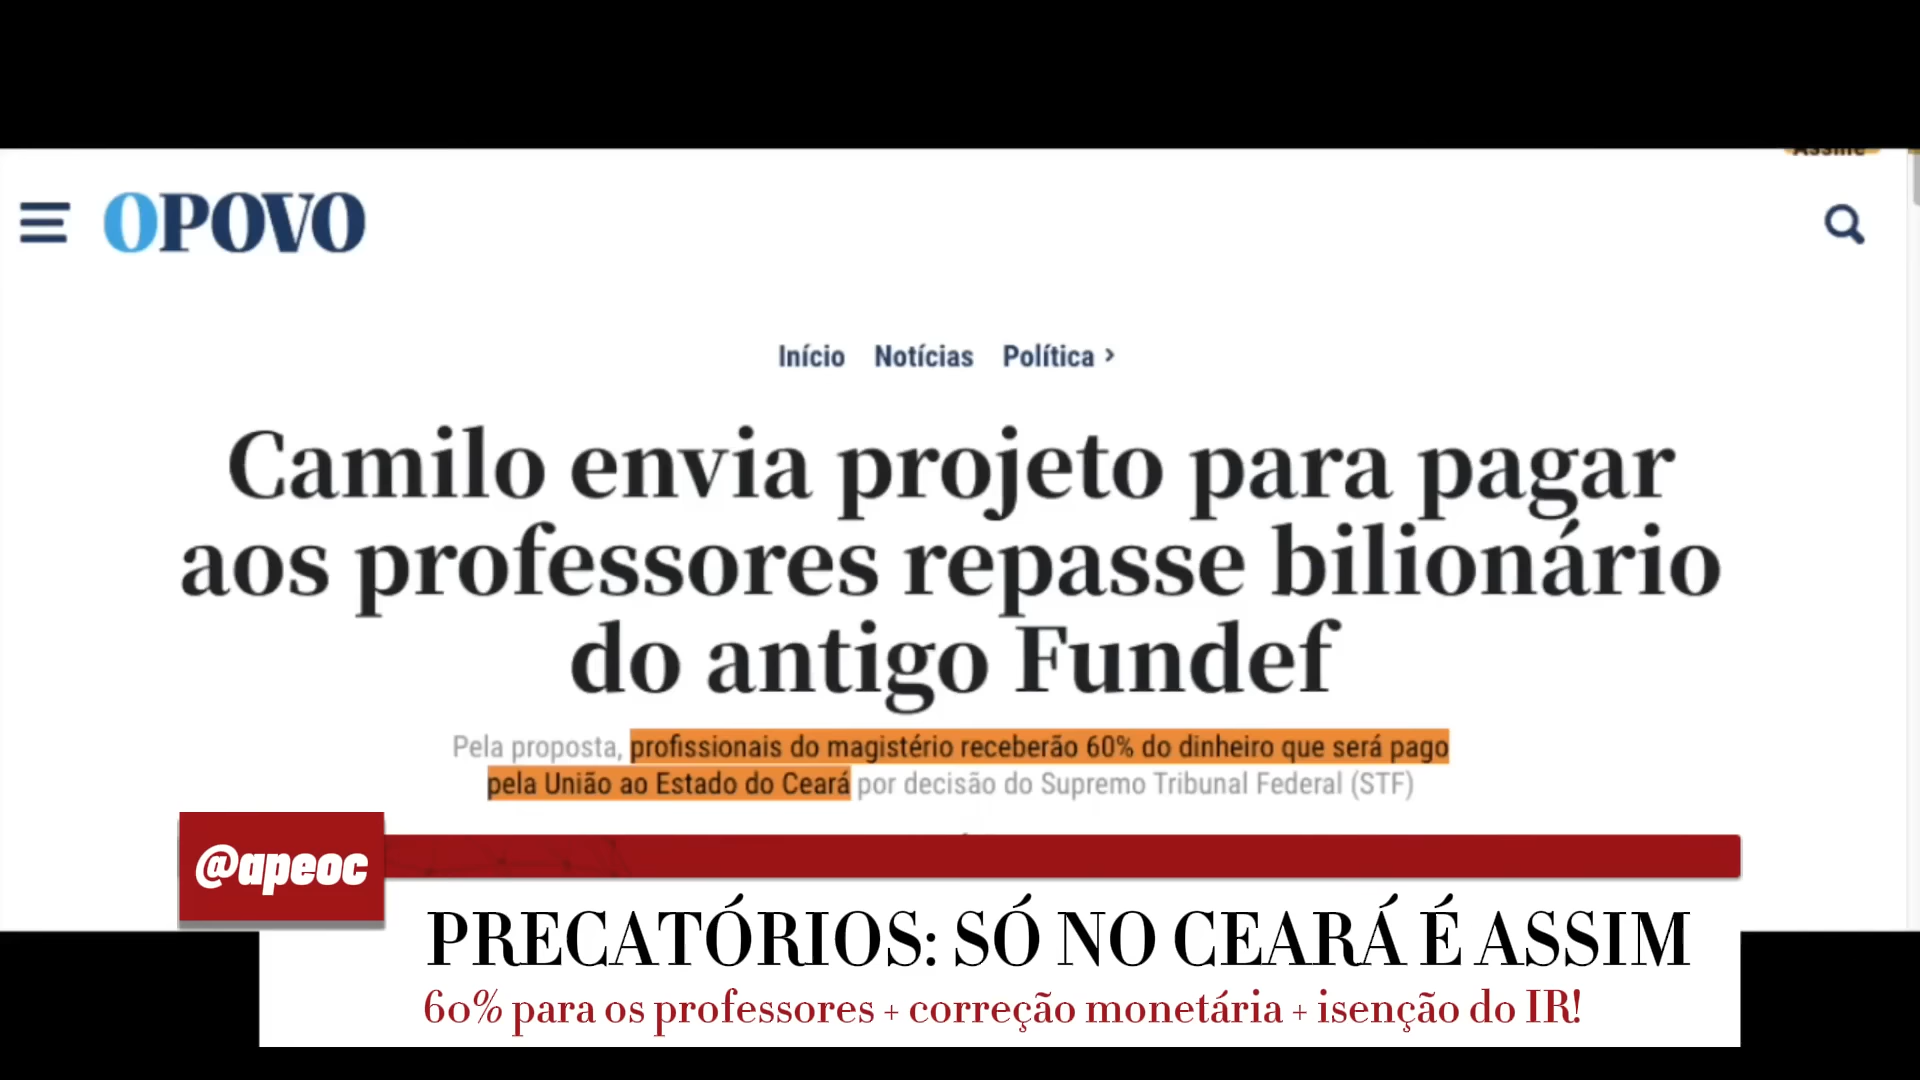 Assine
OPOVO
Início Notícias Política >
Camilo envia projeto para pagar
aos professores repasse bilionário
do antigo Fundef
Pela proposta, profissionais do magistério receberão 60% do dinheiro que será pago
pela União ao Estado do Ceará por decisão do Supremo Tribunal Federal (STF)
@apeoc
PRECATÓRIOS: SÓ NO CEARÁ É ASSIM
60% para os professores + correção monetária + isenção do IR!